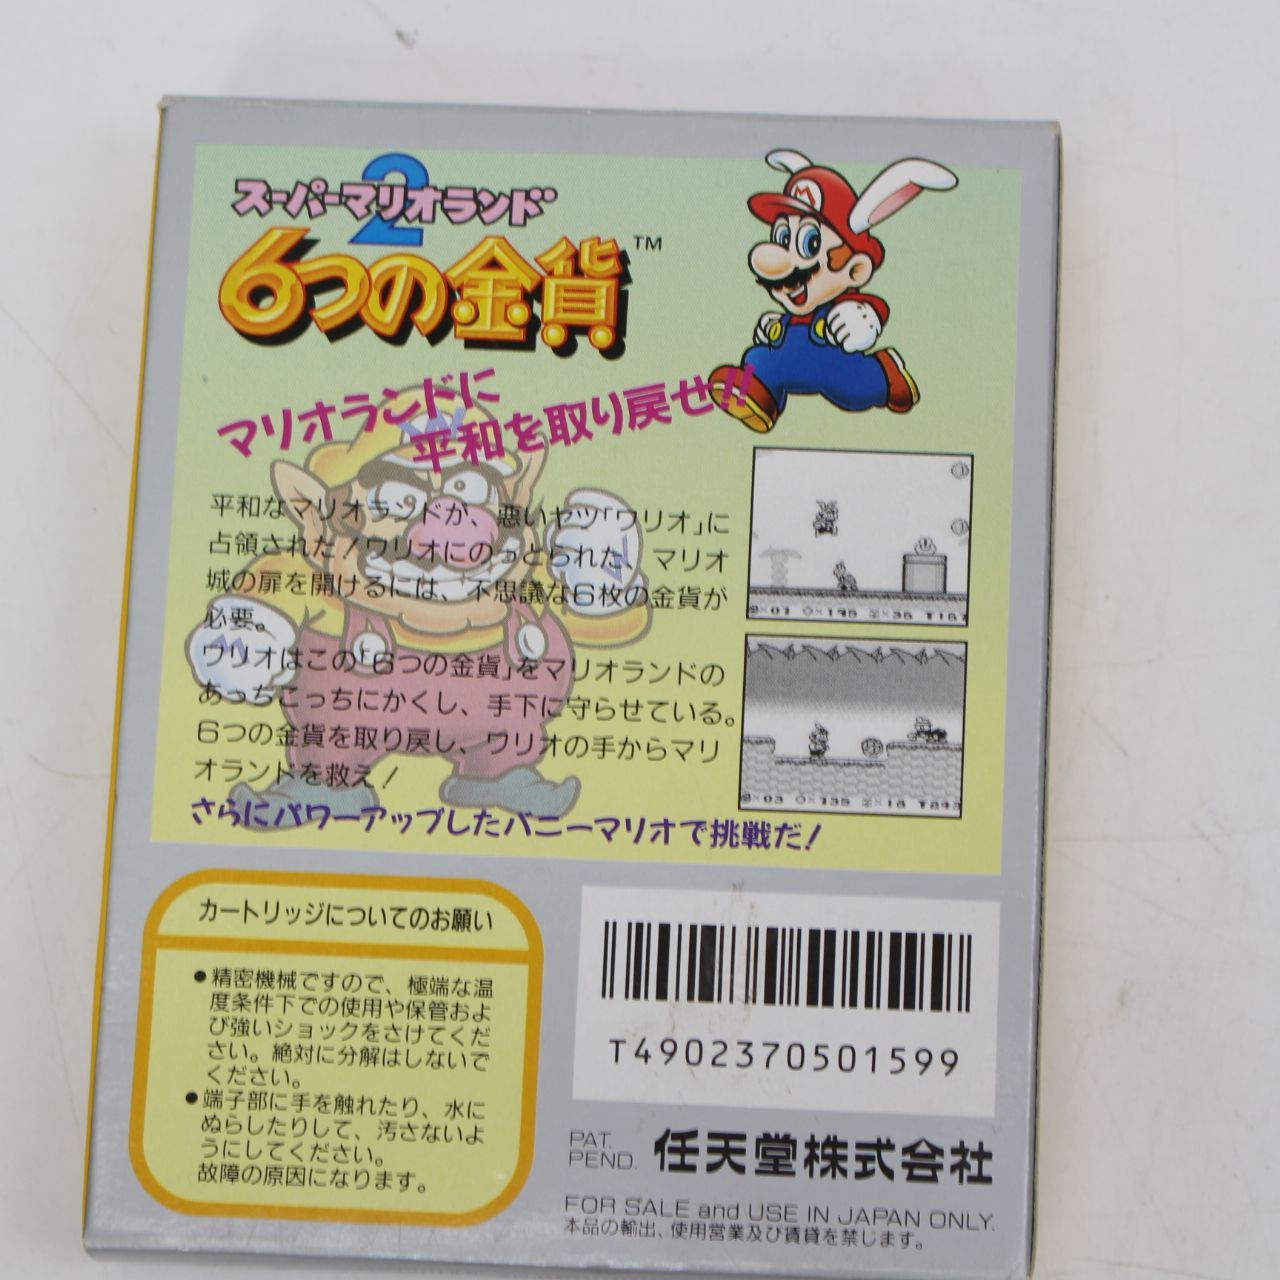 スーパーマリオランド2
6つの金貨™
マリオランドに
平和を取り戻せ!!
平和なマリオランドが、悪いヤツ「ワリオ」に
占領された!ワリオにのっとられた、マリオ
城の扉を開けるには、不思議な6枚の金貨が
必要。
ワリオはこの「6つの金貨」をマリオランドの
あっちこっちにかくし、手下に守らせている。
6つの金貨を取り戻し、ワリオの手からマリ
オランドを救え!
さらにパワーアップしたバニーマリオで挑戦だ!
カートリッジについてのお願い
●精密機械ですので、極端な温
度条件下での使用や保管およ
び強いショックをさけてくだ
さい。絶対に分解はしないで
ください。
●端子部に手を触れたり、水に
ぬらしたりして、汚さないよ
うにしてください。
故障の原因になります。
T4902370501599
PAT.
PEND.
任天堂株式会社
FOR SALE and USE IN JAPAN ONLY.
本品の輸出、使用営業及び賃貸を禁じます。